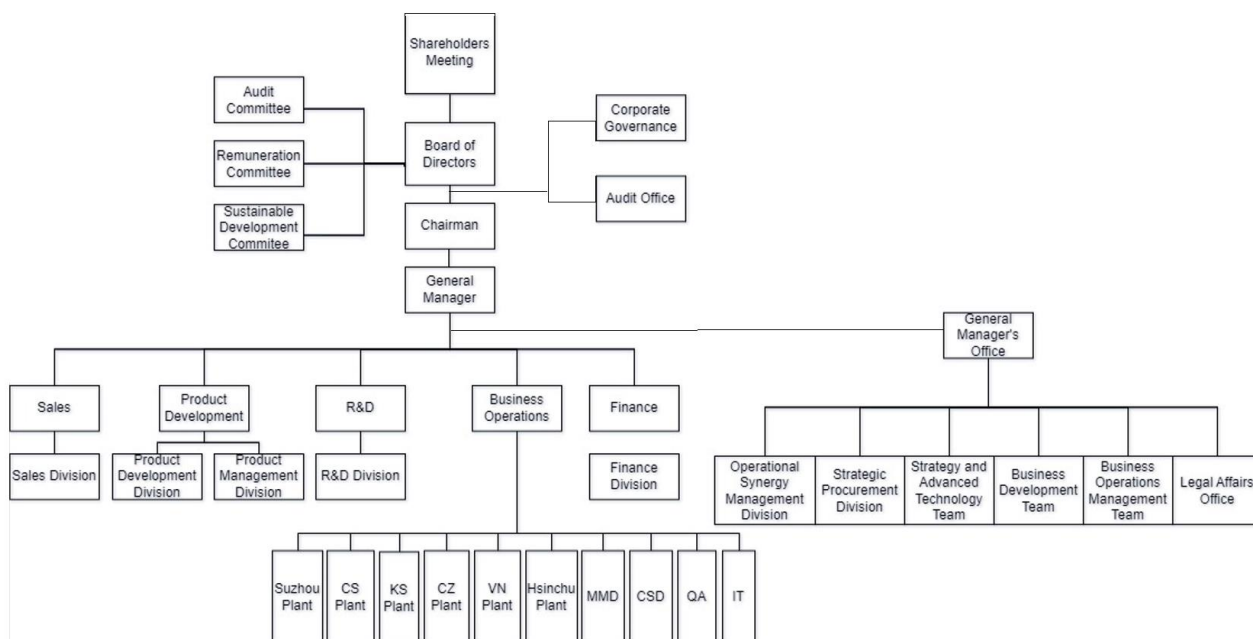 Shareholders
Meeting
Audit
Committee
Corporate
Governance
Board of
Directors
Remuneration
Committee
Audit Office
Sustainable
Development
Commitee
Chairman
General
Manager
General
Manager's
Office
Sales
Product
Development
R&D
Business
Operations
Finance
Sales Division
Product
Development
Division
Product
Management
Division
R&D Division
Finance
Division
Operational
Synergy
Management
Division
Strategic
Procurement
Division
Strategy and
Advanced
Technology
Team
Business
Development
Team
Business
Operations
Management
Team
Legal Affairs
Office
Suzhou
Plant
CS
Plant
KS
Plant
CZ
Plant
VN
Plant
Hsinchu
Plant
MMD
CSD
QA
IT